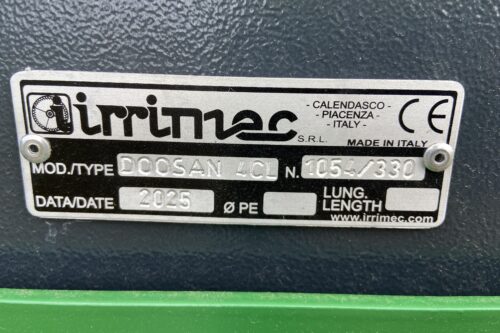 irrimec
S.R.L.
- CALENDASCO -
- PIACENZA -
- ITALY -
CE
MADE IN ITALY
MOD./TYPE DOOSAN 4CL N. 1054/330
DATA/DATE 2025 Ø PE LUNG. LENGTH
www.irrimec.com